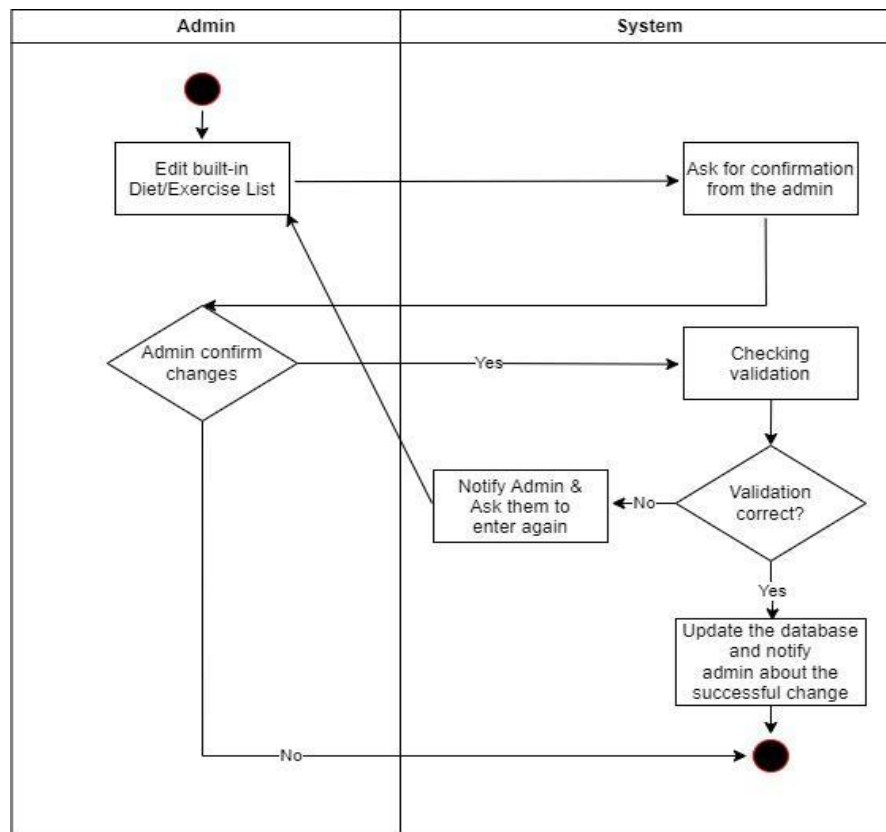 Admin
System
Edit built-in
Diet/Exercise List
Ask for confirmation
from the admin
Admin confirm
changes
Yes
Checking
validation
Notify Admin &
Ask them to
enter again
No
Validation
correct?
Yes
Update the database
and notify
admin about the
successful change
No